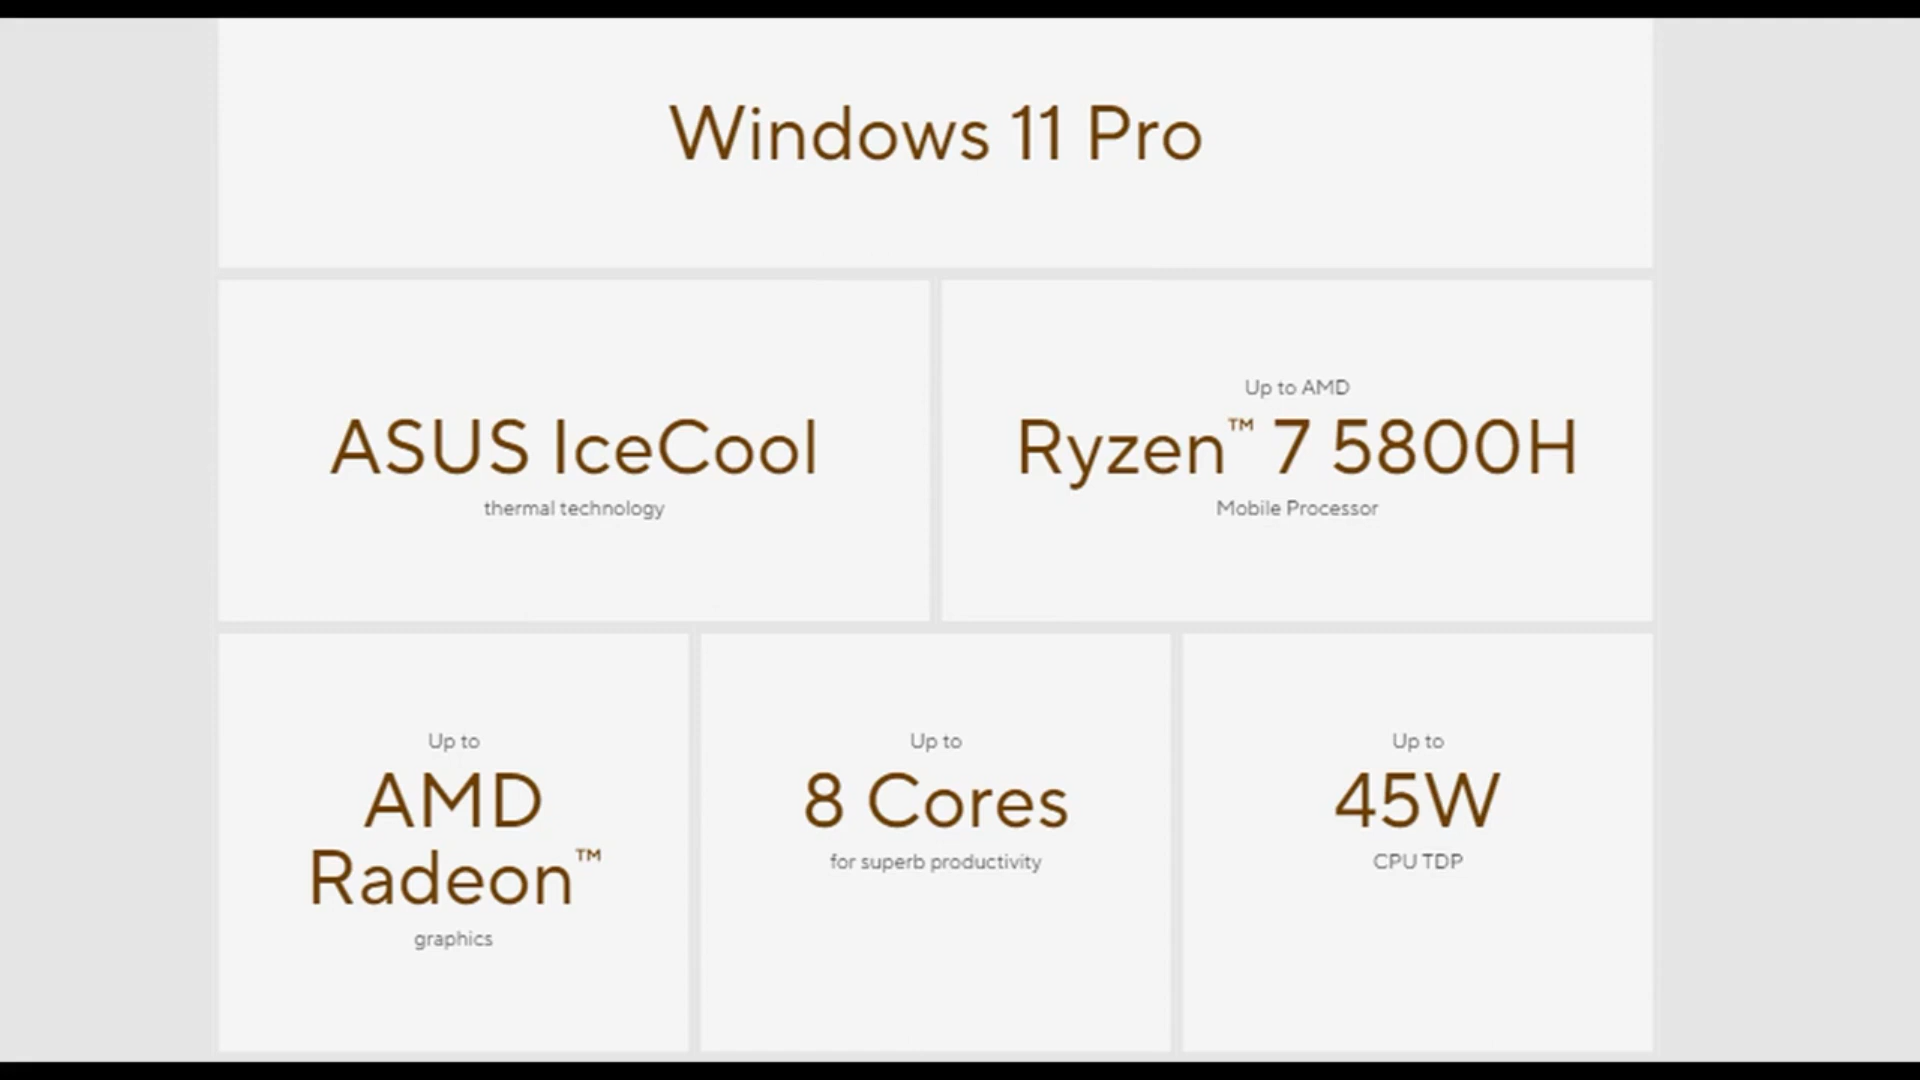 Windows 11 Pro
ASUS IceCool
thermal technology
Up to AMD
Ryzen™ 7 5800H
Mobile Processor
Up to
AMD
Radeon™
graphics
Up to
8 Cores
for superb productivity
Up to
45W
CPU TDP